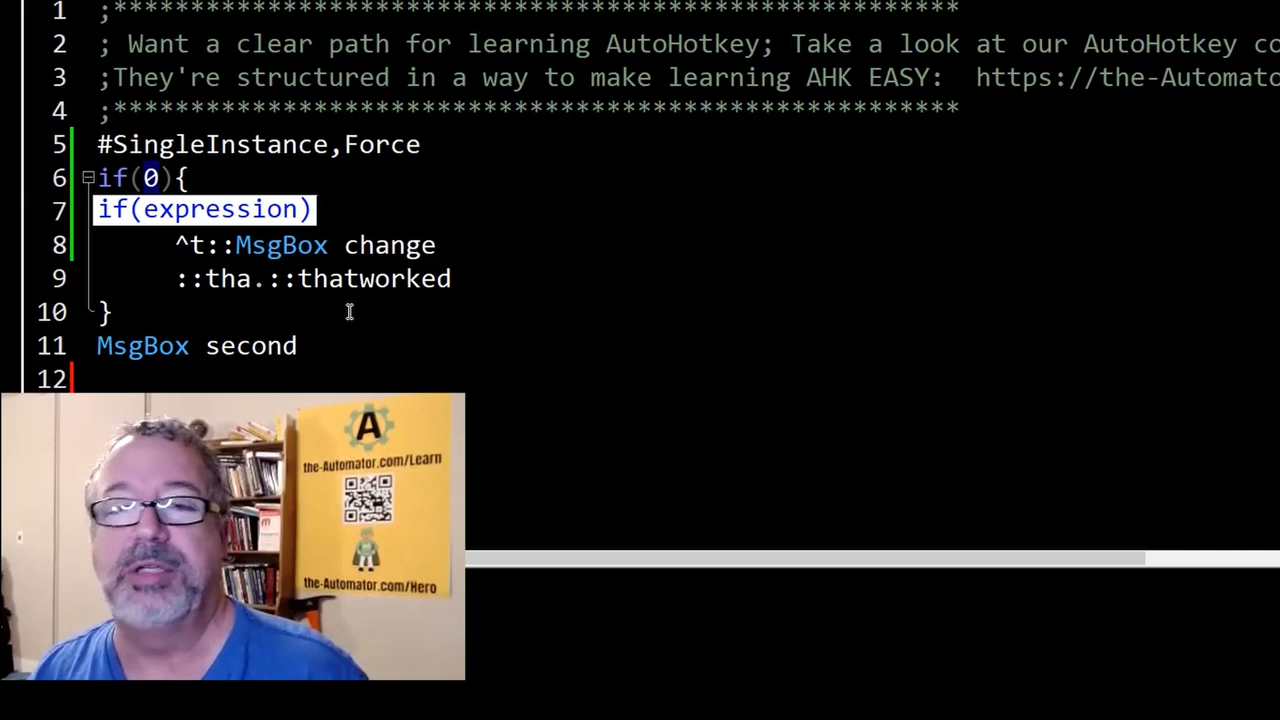 1 ;******************************************************
2 ; Want a clear path for learning AutoHotkey; Take a look at our AutoHotkey co
3 ;They're structured in a way to make learning AHK EASY: https://the-Automato
4 ;******************************************************
5 #SingleInstance,Force
6 if(0){
7 if(expression)
8 ^t::MsgBox change
9 ::tha.::thatworked
10 }
11 MsgBox second
12
A
the-Automator.com/Learn
the-Automator.com/Hero